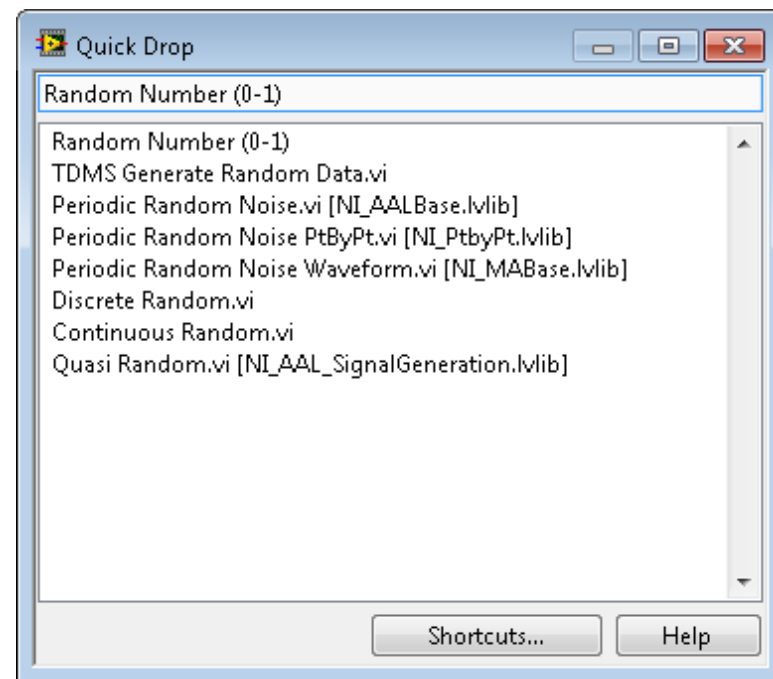 Quick Drop
Random Number (0-1)
Random Number (0-1)
TDMS Generate Random Data.vi
Periodic Random Noise.vi [NI_AALBase.lvlib]
Periodic Random Noise PtByPt.vi [NI_PtbyPt.lvlib]
Periodic Random Noise Waveform.vi [NI_MABase.lvlib]
Discrete Random.vi
Continuous Random.vi
Quasi Random.vi [NI_AAL_SignalGeneration.lvlib]
Shortcuts... Help